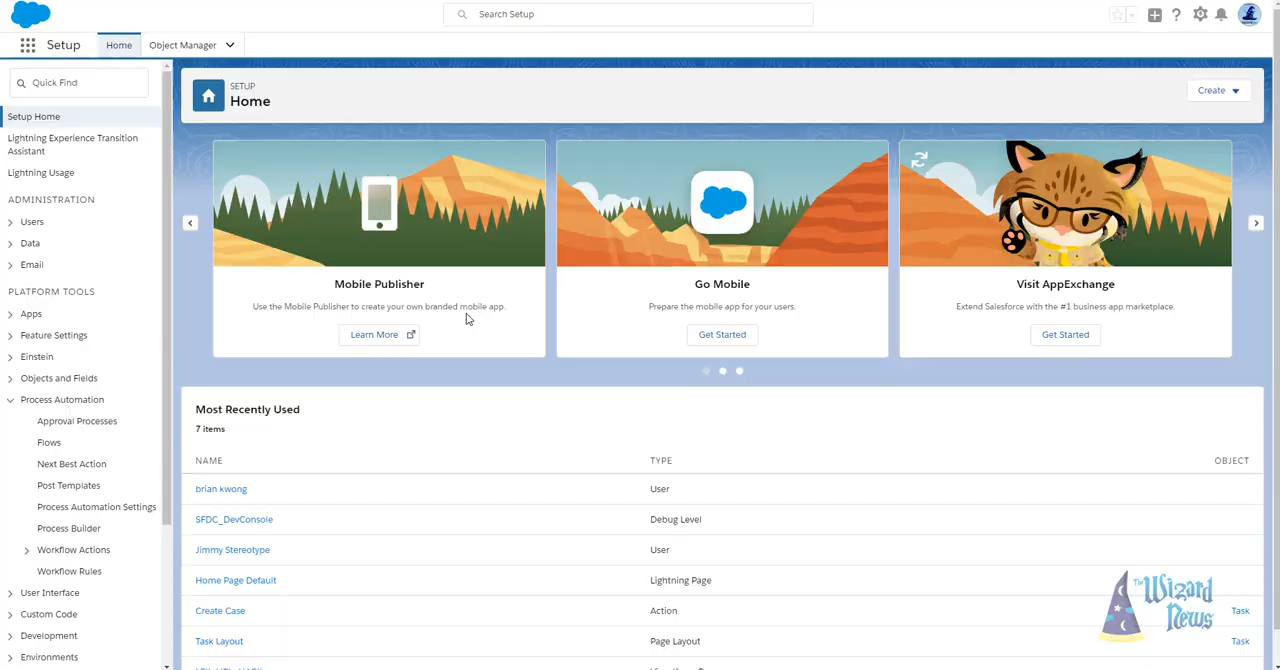 Search Setup
Setup
Home
Object Manager
Quick Find
Setup Home
Lightning Experience Transition
Assistant
Lightning Usage
ADMINISTRATION
Users
Data
Email
PLATFORM TOOLS
Apps
Feature Settings
Einstein
Objects and Fields
Process Automation
Approval Processes
Flows
Next Best Action
Post Templates
Process Automation Settings
Process Builder
Workflow Actions
Workflow Rules
User Interface
Custom Code
Development
Environments
SETUP
Home
Create
Mobile Publisher
Use the Mobile Publisher to create your own branded mobile app.
Learn More
Go Mobile
Prepare the mobile app for your users.
Get Started
Visit AppExchange
Extend Salesforce with the #1 business app marketplace.
Get Started
Most Recently Used
7 items
NAME TYPE OBJECT
brian kwong User
SFDC_DevConsole Debug Level
Jimmy Stereotype User
Home Page Default Lightning Page
Create Case Action Task
Task Layout Page Layout Task
The Wizard
News